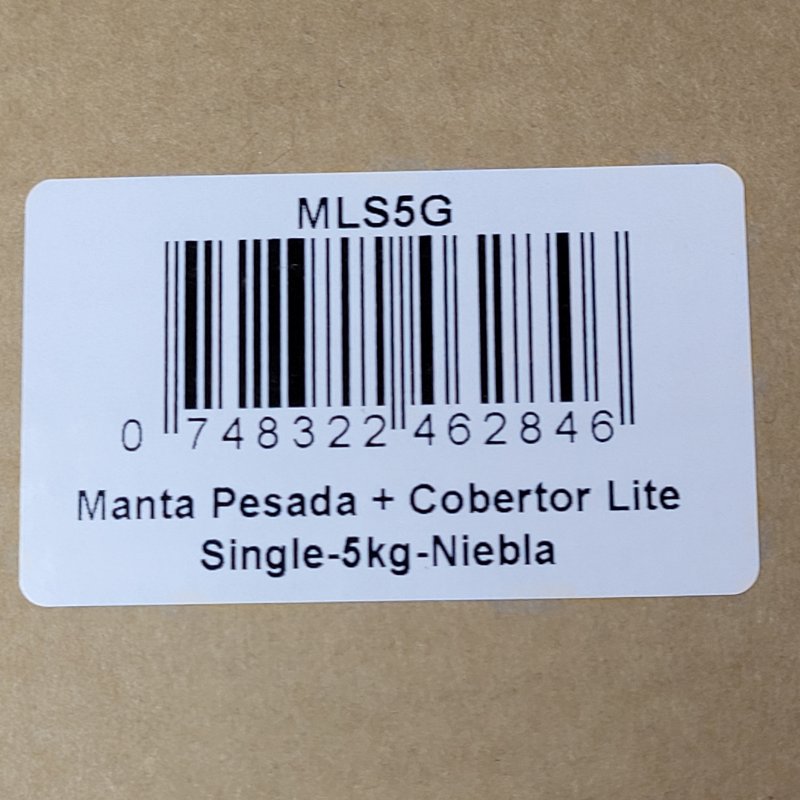 MLS5G
0 748322 462846
Manta Pesada + Cobertor Lite
Single-5kg-Niebla